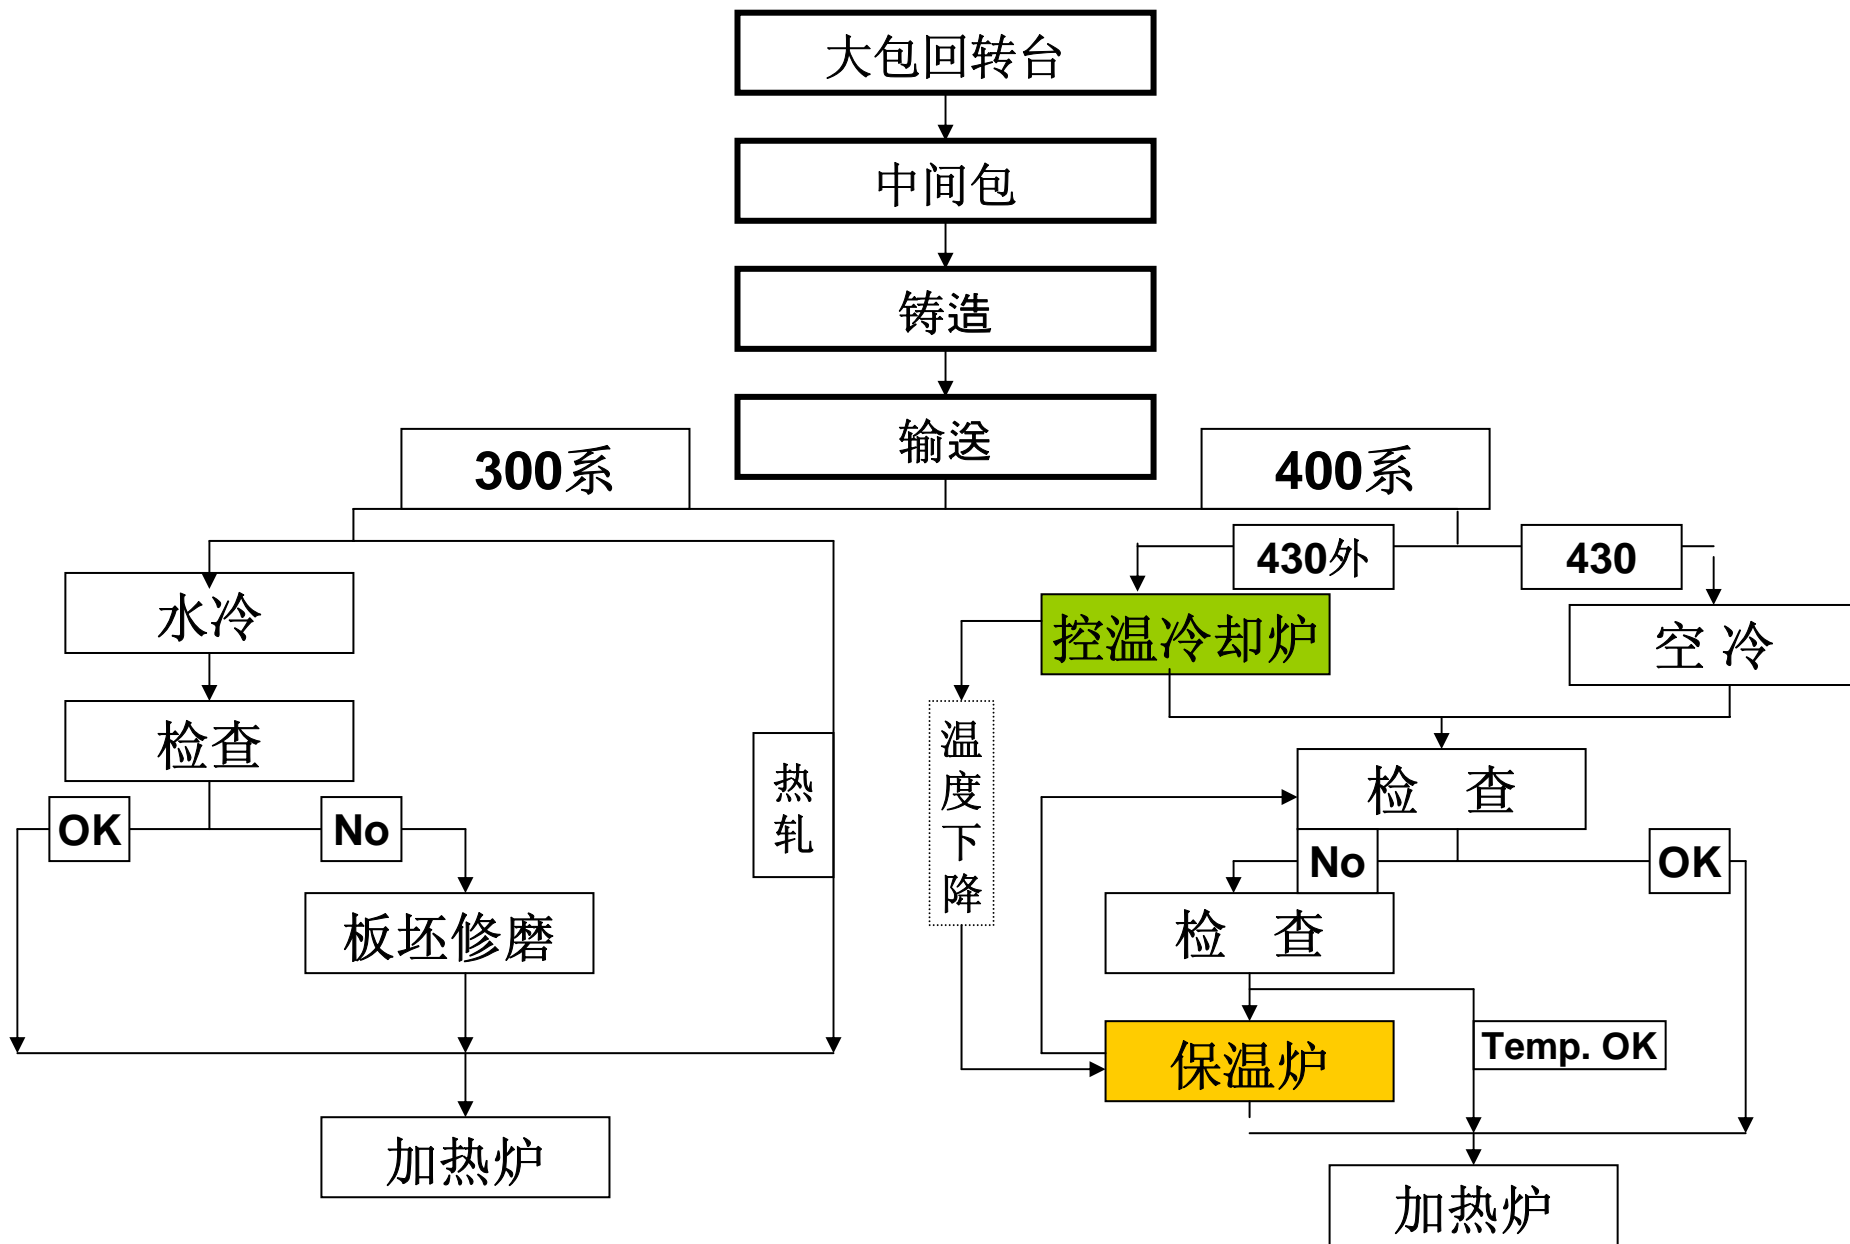 大包回转台
中间包
铸造
输送
300系
400系
430外
430
水冷
控温冷却炉
空 冷
检查
温度下降
热轧
检 查
OK
No
No
OK
板坯修磨
检 查
保温炉
Temp. OK
加热炉
加热炉